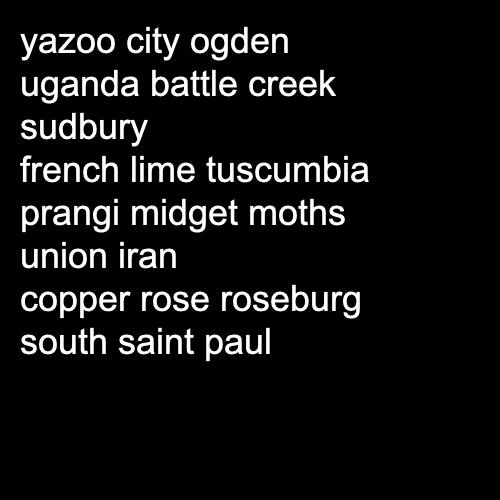 yazoo city ogden
uganda battle creek
sudbury
french lime tuscumbia
prangi midget moths
union iran
copper rose roseburg
south saint paul